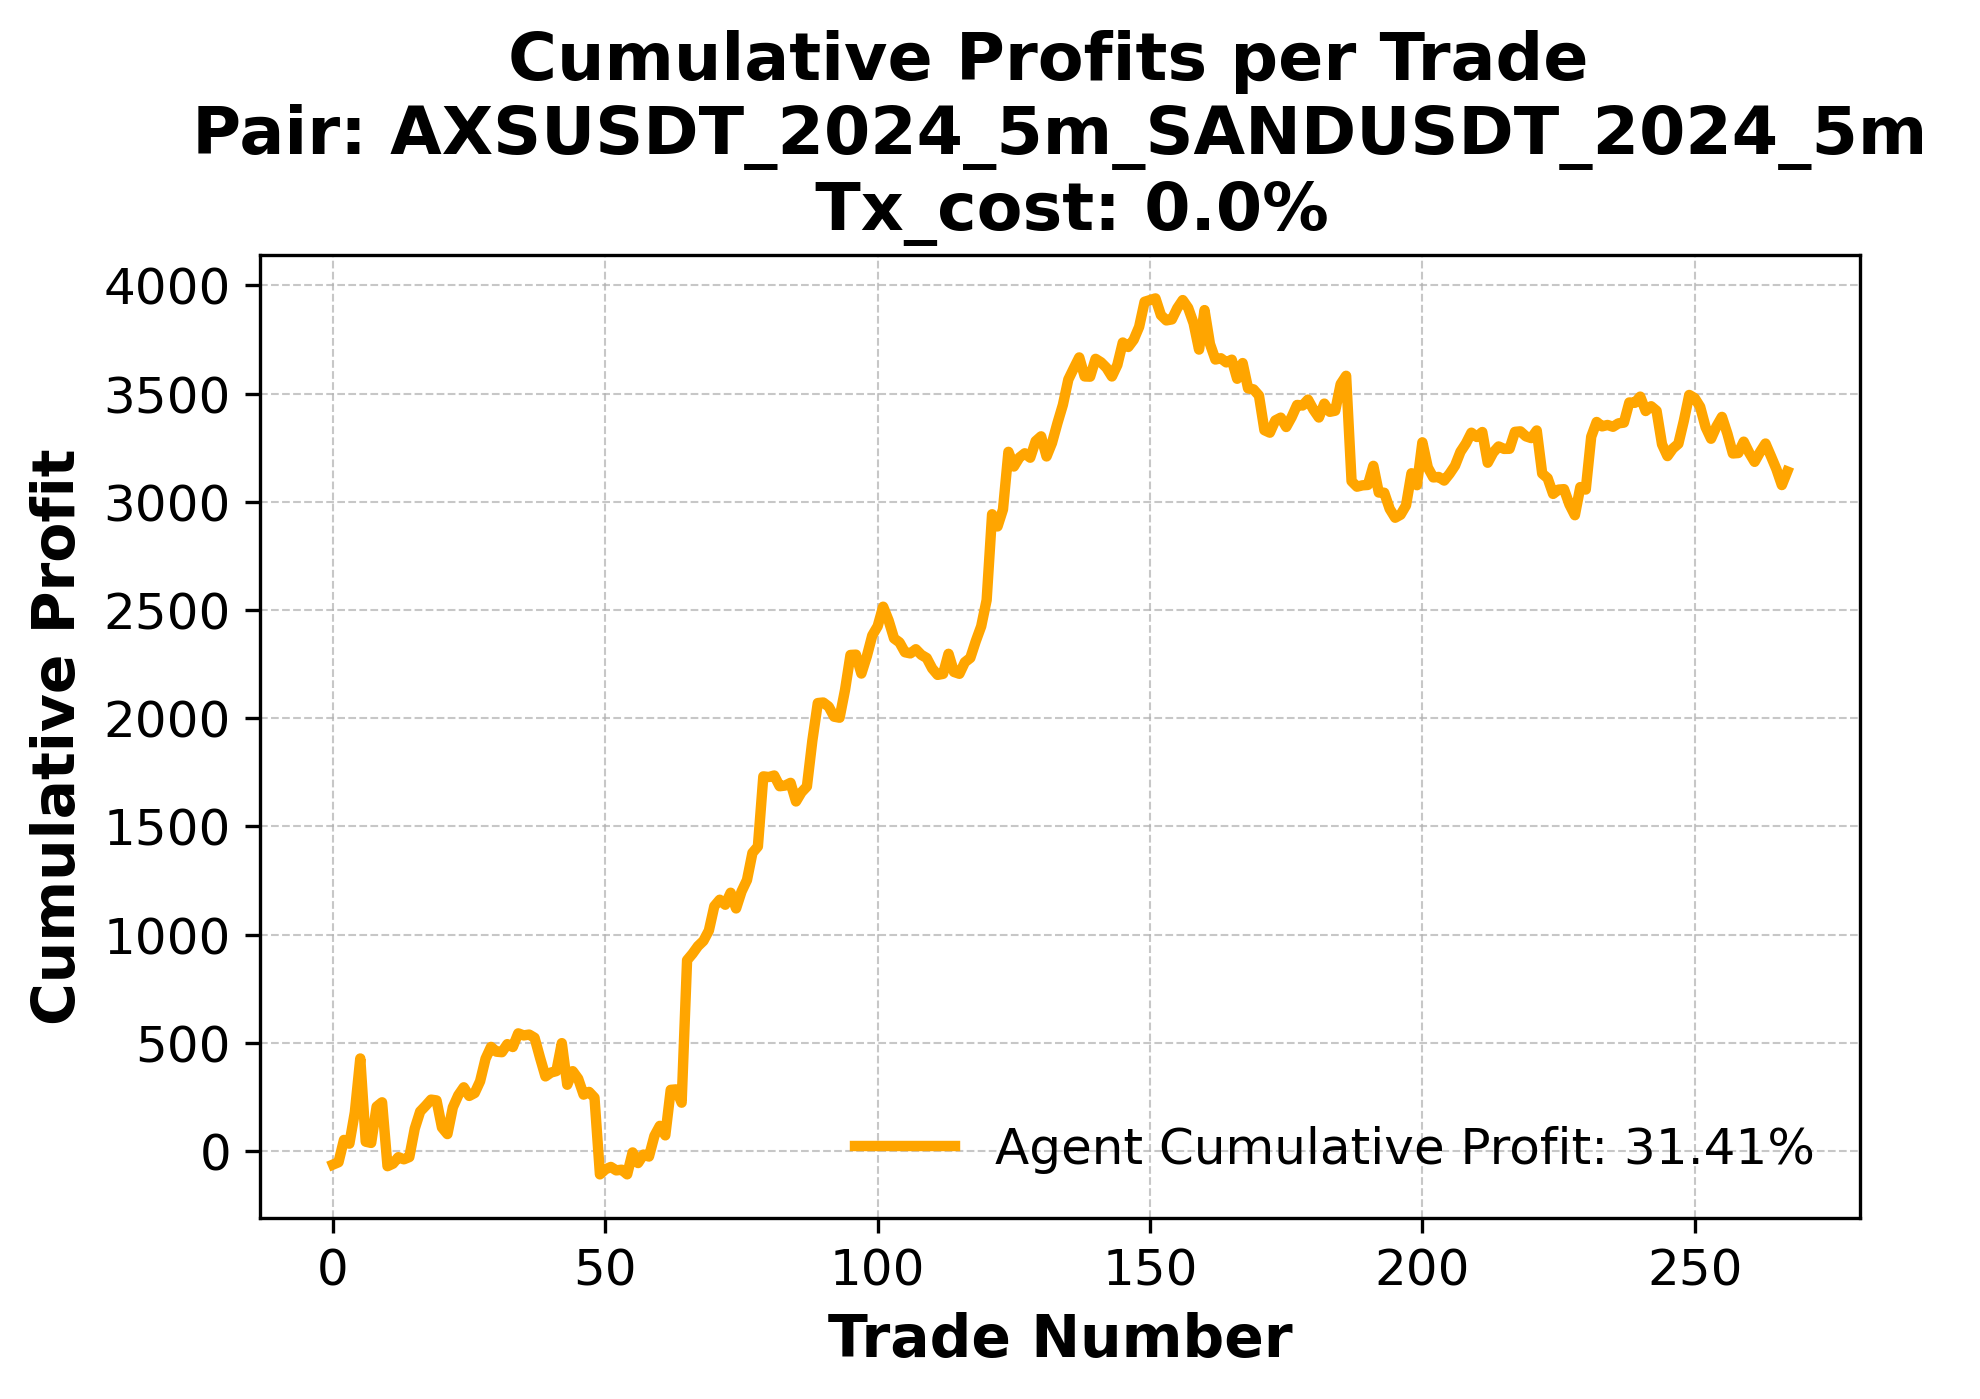 Cumulative Profits per Trade
Pair: AXSUSDT_2024_5m_SANDUSDT_2024_5m
Tx_cost: 0.0%
Cumulative Profit
4000
3500
3000
2500
2000
1500
1000
500
0
Agent Cumulative Profit: 31.41%
0 50 100 150 200 250
Trade Number